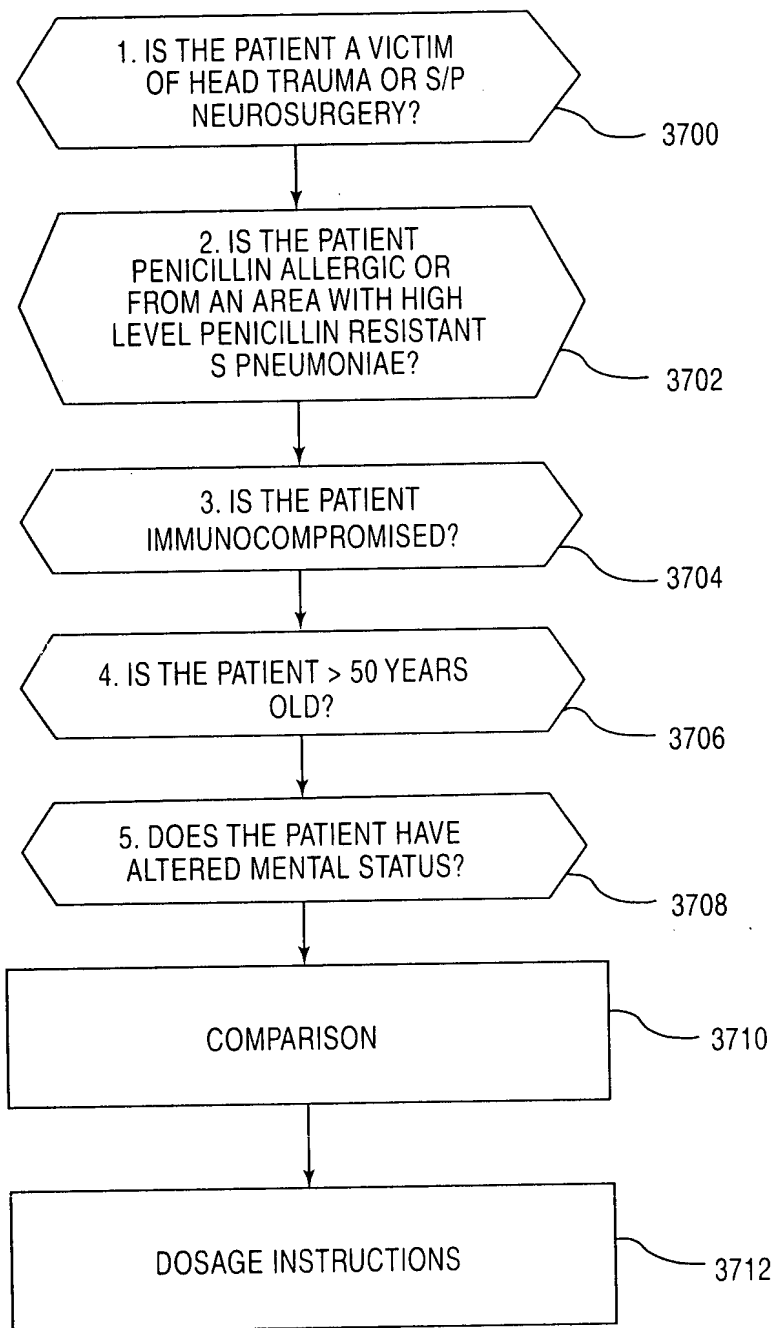 1. IS THE PATIENT A VICTIM
OF HEAD TRAUMA OR S/P
NEUROSURGERY?
3700
2. IS THE PATIENT
PENICILLIN ALLERGIC OR
FROM AN AREA WITH HIGH
LEVEL PENICILLIN RESISTANT
S PNEUMONIAE?
3702
3. IS THE PATIENT
IMMUNOCOMPROMISED?
3704
4. IS THE PATIENT > 50 YEARS
OLD?
3706
5. DOES THE PATIENT HAVE
ALTERED MENTAL STATUS?
3708
COMPARISON
3710
DOSAGE INSTRUCTIONS
3712